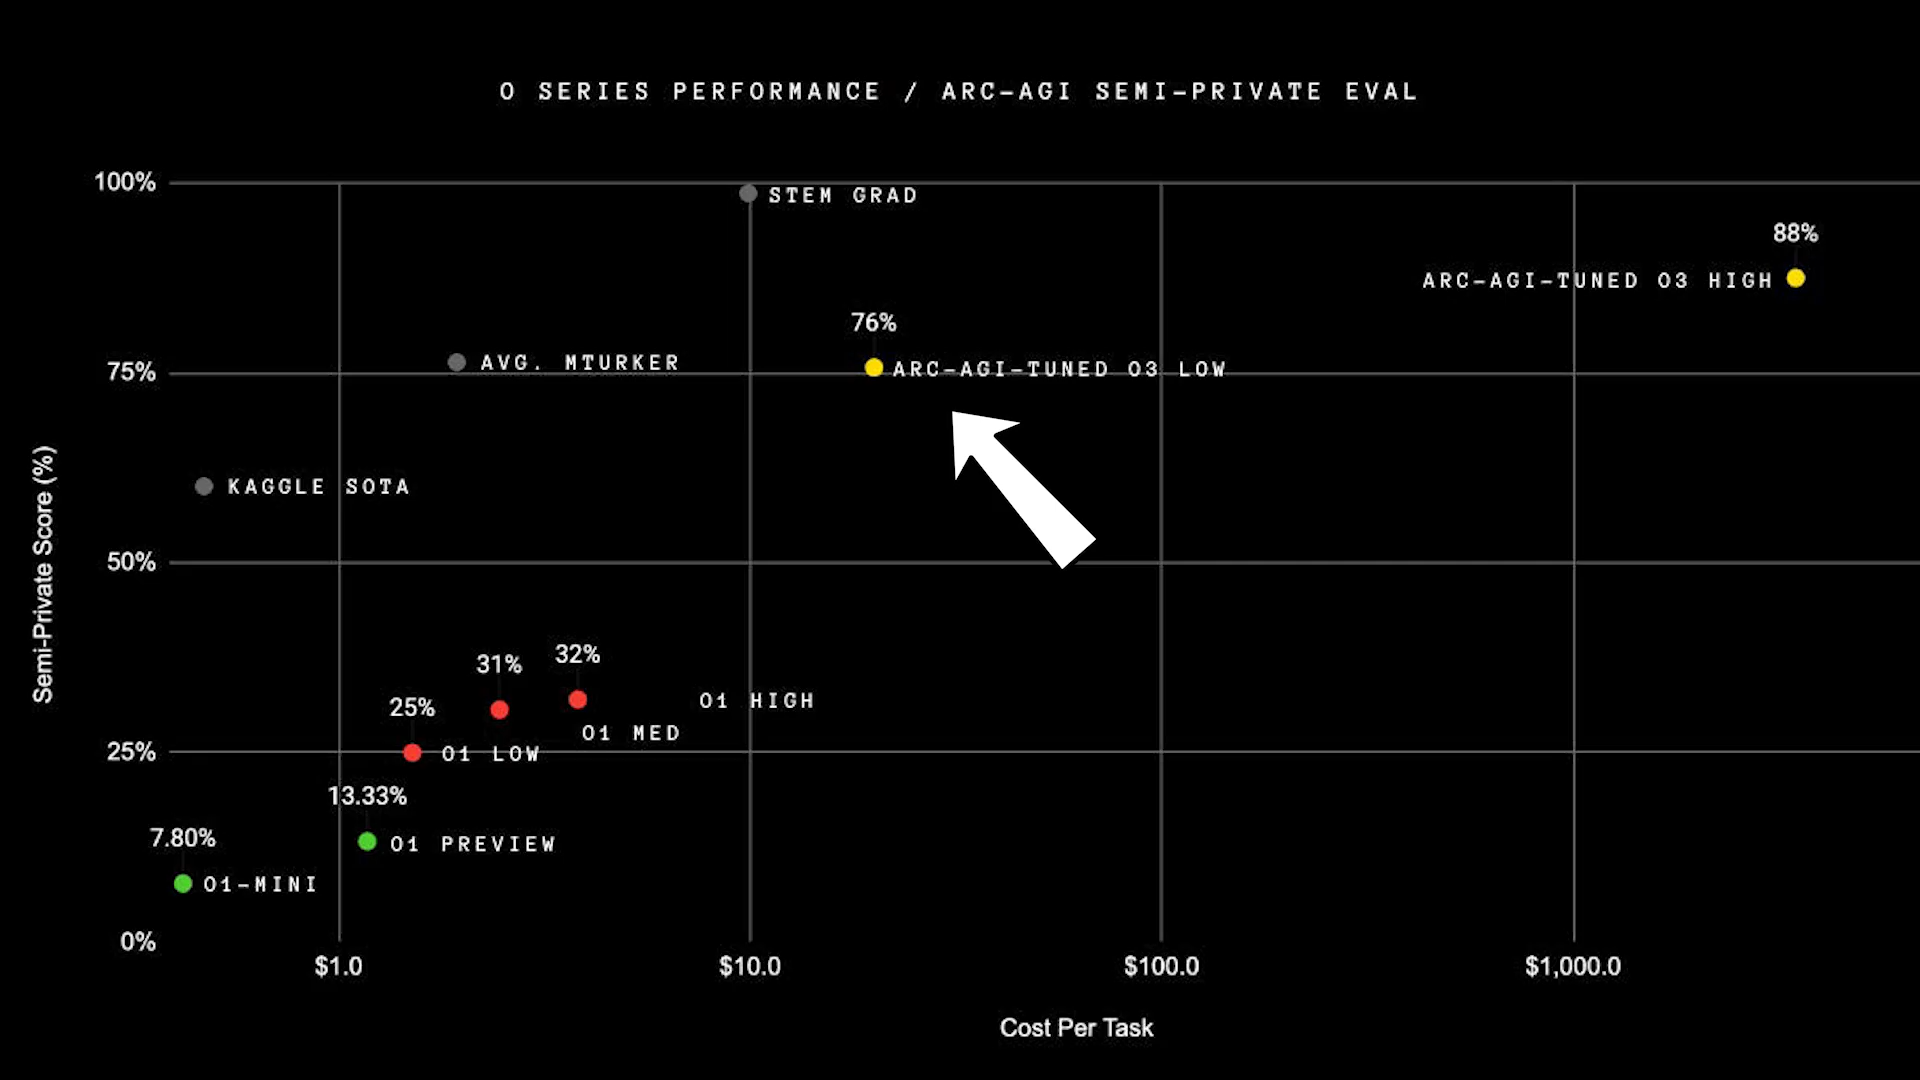 O SERIES PERFORMANCE / ARC-AGI SEMI-PRIVATE EVAL
100%
STEM GRAD
88%
ARC-AGI-TUNED O3 HIGH
76%
75%
AVG. MTURKER
ARC-AGI-TUNED O3 LOW
KAGGLE SOTA
Semi-Private Score (%)
50%
31%
32%
25%
O1 HIGH
O1 MED
25%
O1 LOW
13.33%
7.80%
O1 PREVIEW
O1-MINI
0%
$1.0
$10.0
$100.0
$1,000.0
Cost Per Task